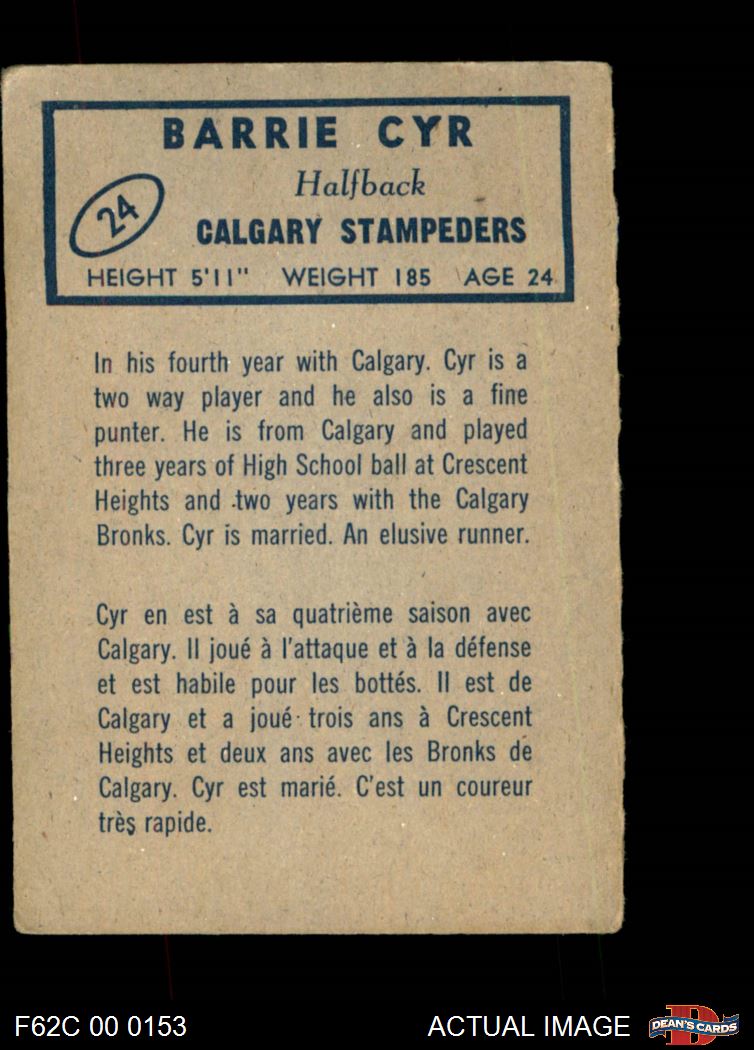 BARRIE CYR
Halfback
24
CALGARY STAMPEDERS
HEIGHT 5'11" WEIGHT 185 AGE 24
In his fourth year with Calgary. Cyr is a
two way player and he also is a fine
punter. He is from Calgary and played
three years of High School ball at Crescent
Heights and two years with the Calgary
Bronks. Cyr is married. An elusive runner.
Cyr en est à sa quatrième saison avec
Calgary. Il joué à l'attaque et à la défense
et est habile pour les bottés. Il est de
Calgary et a joué trois ans à Crescent
Heights et deux ans avec les Bronks de
Calgary. Cyr est marié. C'est un coureur
très rapide.
F62C 00 0153 ACTUAL IMAGE
D
DEAN'S CARDS